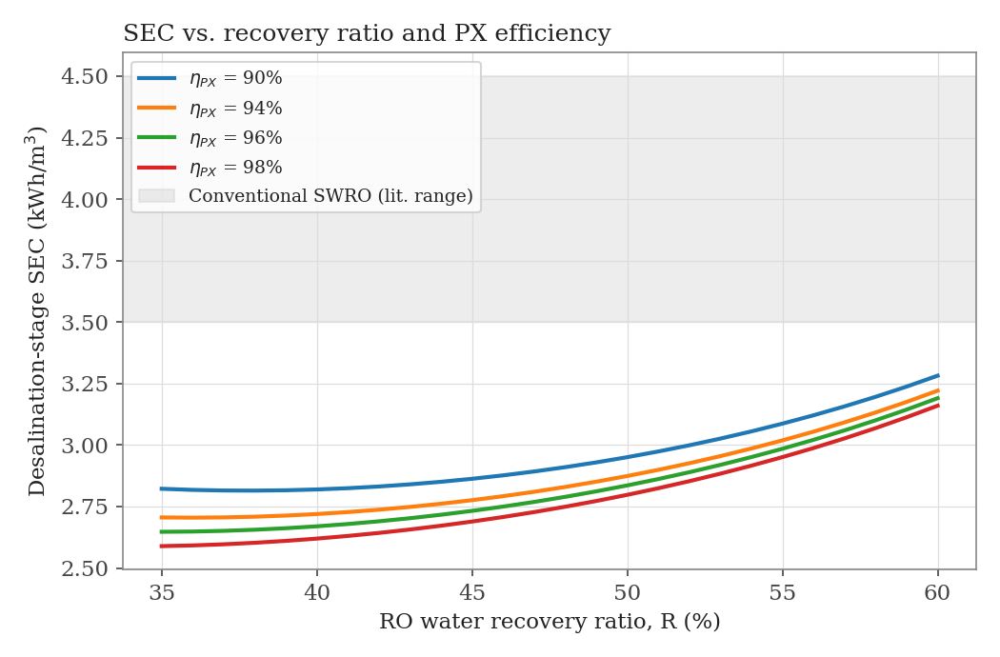 SEC vs. recovery ratio and PX efficiency
η_PX = 90%
η_PX = 94%
η_PX = 96%
η_PX = 98%
Conventional SWRO (lit. range)
Desalination-stage SEC (kWh/m³)
4.50
4.25
4.00
3.75
3.50
3.25
3.00
2.75
2.50
35
40
45
50
55
60
RO water recovery ratio, R (%)